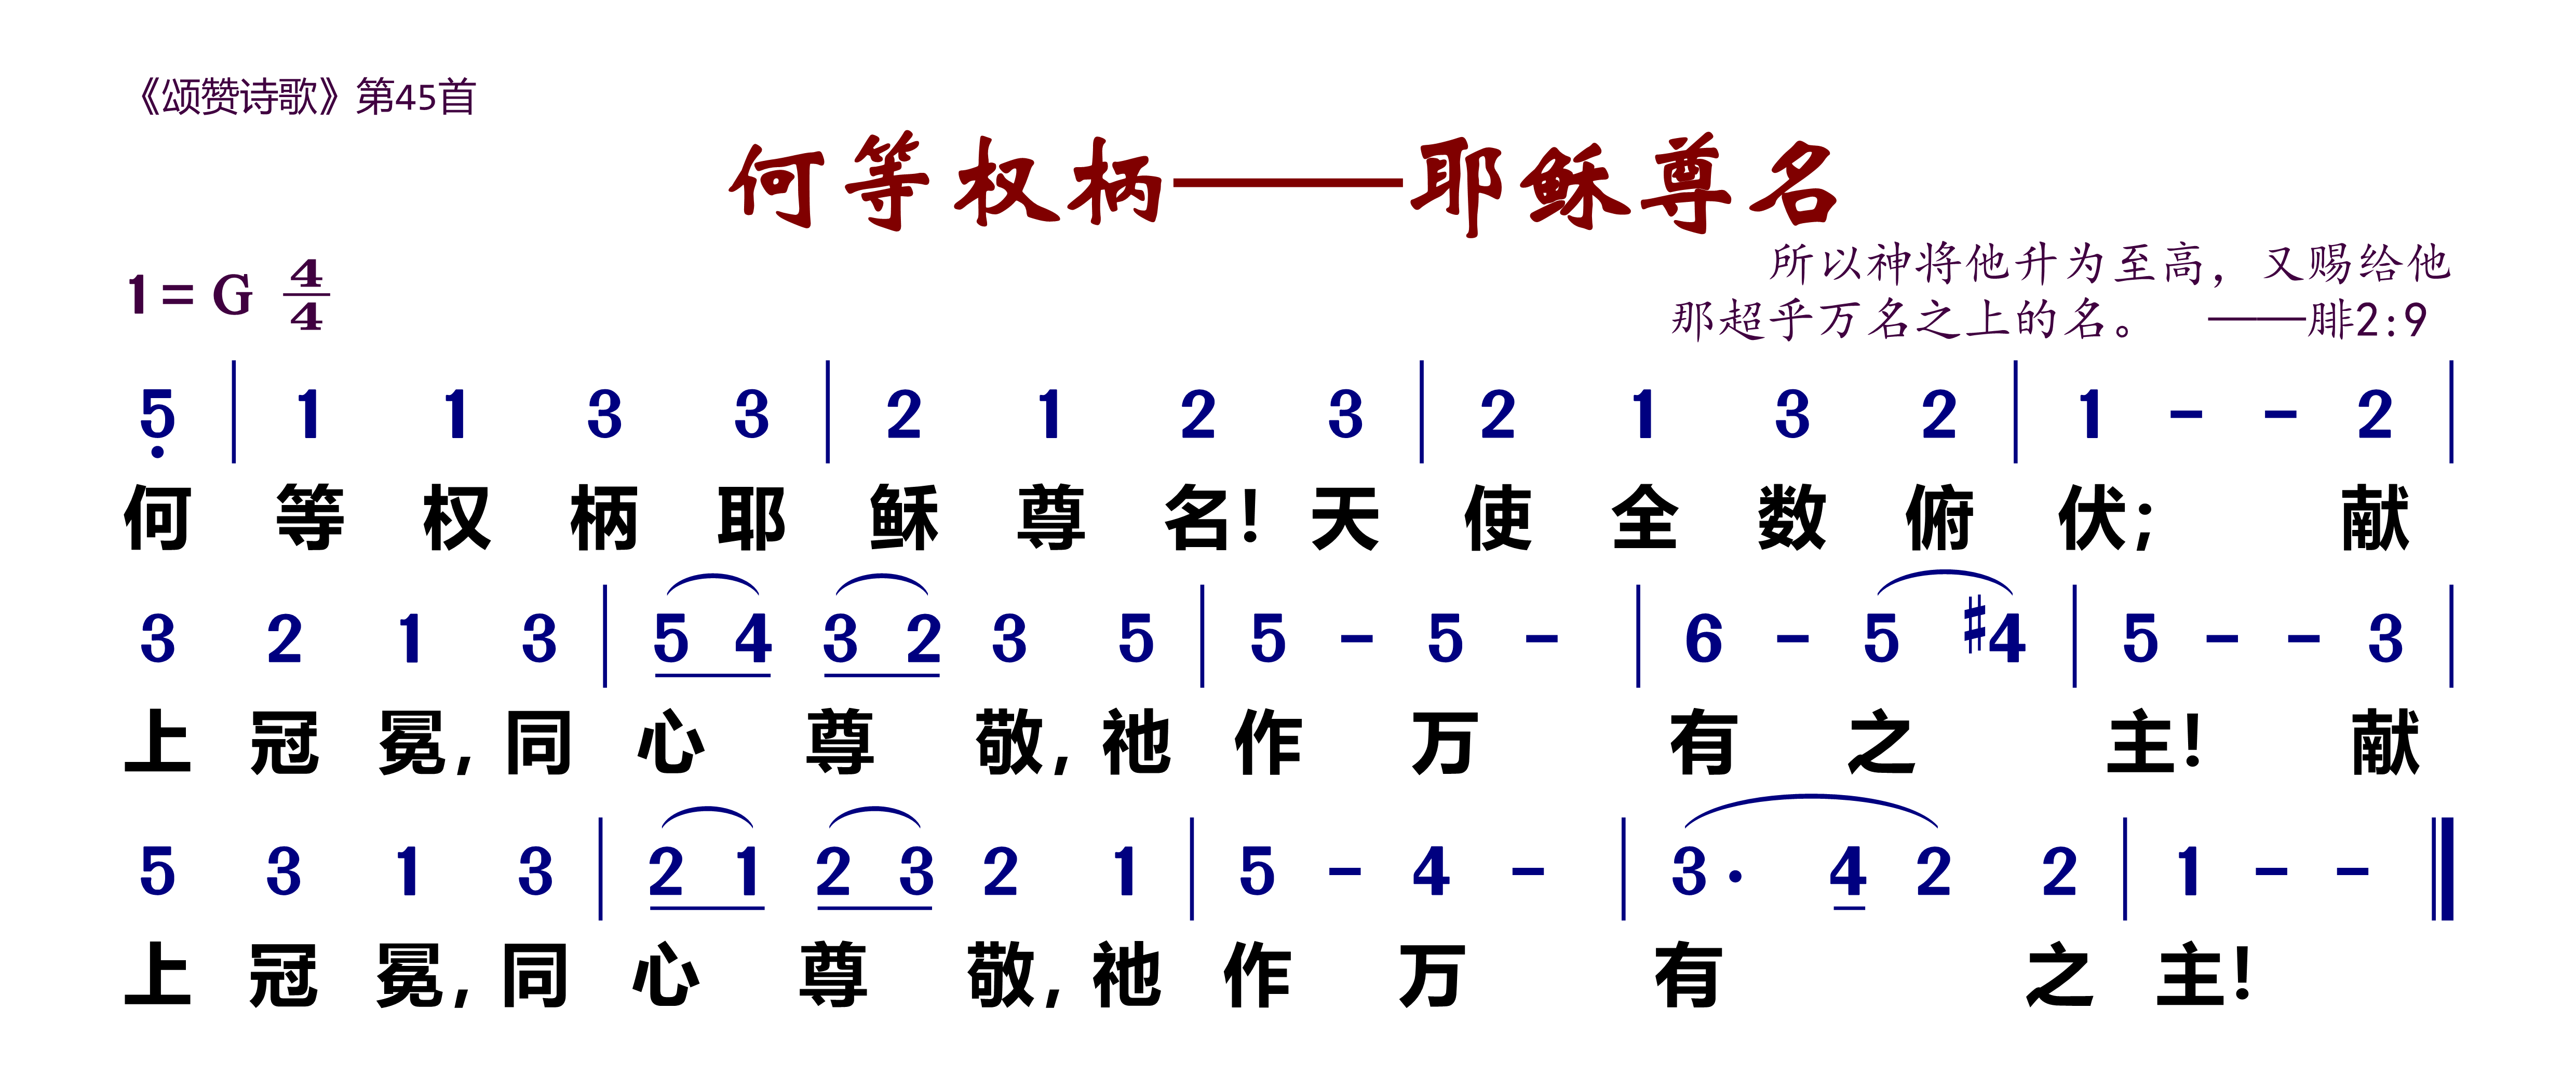 《颂赞诗歌》第45首
何等权柄——耶稣尊名
所以神将他升为至高，又赐给他
1= G 4/4
那超乎万名之上的名。 ——腓2:9
5̣ | 1 1 3 3 | 2 1 2 3 | 2 1 3 2 | 1 - - 2 |
何 等 权 柄 耶 稣 尊 名！天 使 全 数 俯 伏； 献
3 2 1 3 | 5 4 3 2 3 5 | 5 - 5 - | 6 - 5 #4 | 5 - - 3 |
上 冠 冕，同 心 尊 敬，祂 作 万 有 之 主！ 献
5 3 1 3 | 2 1 2 3 2 1 | 5 - 4 - | 3· 4 2 2 | 1 - - ‖
上 冠 冕，同 心 尊 敬，祂 作 万 有 之 主！